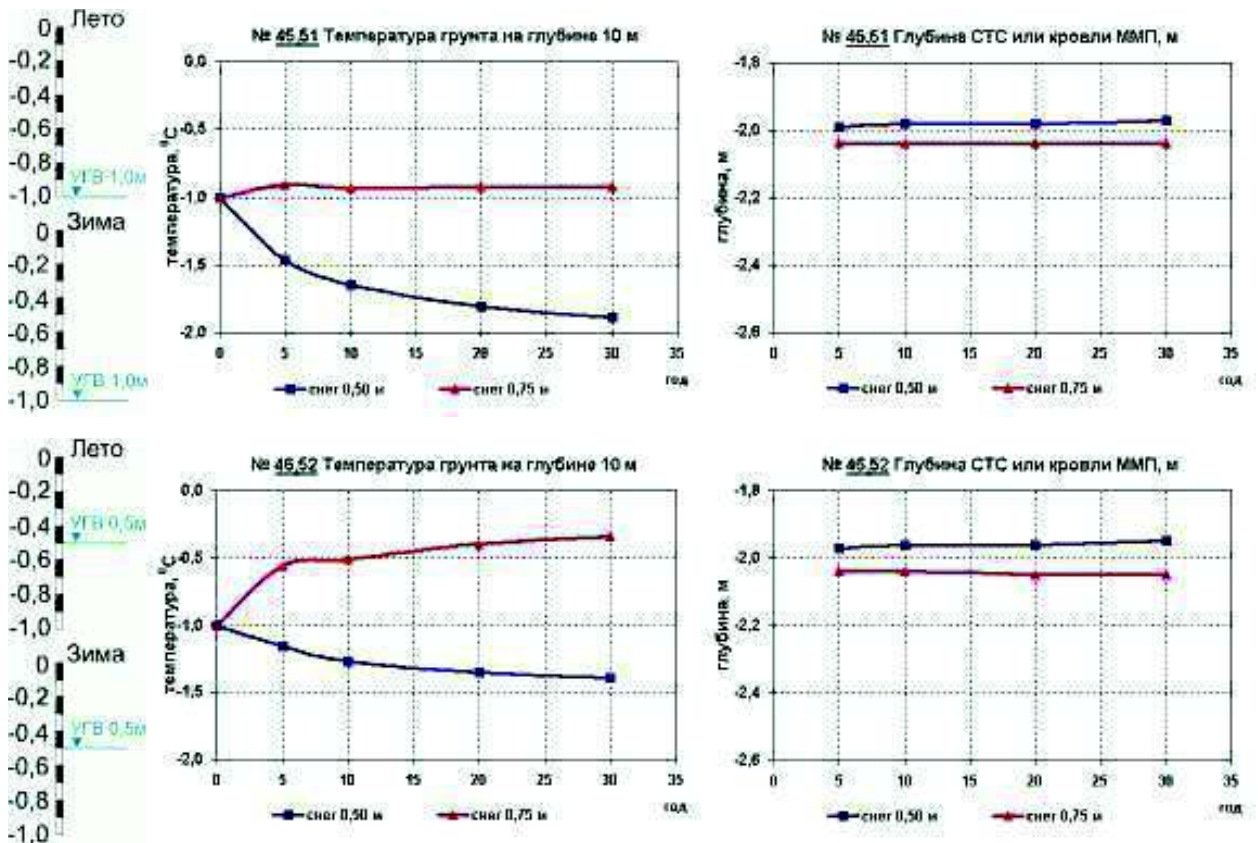 Лето
0
-0,2
-0,4
-0,6
-0,8
УГВ 1,0м
-1,0
Зима
0
-0,2
-0,4
-0,6
-0,8
УГВ 1,0м
-1,0
№ 45,51 Температура грунта на глубине 10 м
температура, ⁰С
0,0
-0,5
-1,0
-1,5
-2,0
0 5 10 15 20 25 30 35
год
снег 0,50 м снег 0,75 м
№ 45,51 Глубина СТС или кровли ММП, м
глубина, м
-1,8
-2,0
-2,2
-2,4
-2,6
0 5 10 15 20 25 30 35
год
снег 0,50 м снег 0,75 м
Лето
0
-0,2
УГВ 0,5м
-0,4
-0,6
-0,8
-1,0
Зима
0
-0,2
УГВ 0,5м
-0,4
-0,6
-0,8
-1,0
№ 45,52 Температура грунта на глубине 10 м
температура, ⁰С
0,0
-0,5
-1,0
-1,5
-2,0
0 5 10 15 20 25 30 35
год
снег 0,50 м снег 0,75 м
№ 45,52 Глубина СТС или кровли ММП, м
глубина, м
-1,8
-2,0
-2,2
-2,4
-2,6
0 5 10 15 20 25 30 35
год
снег 0,50 м снег 0,75 м